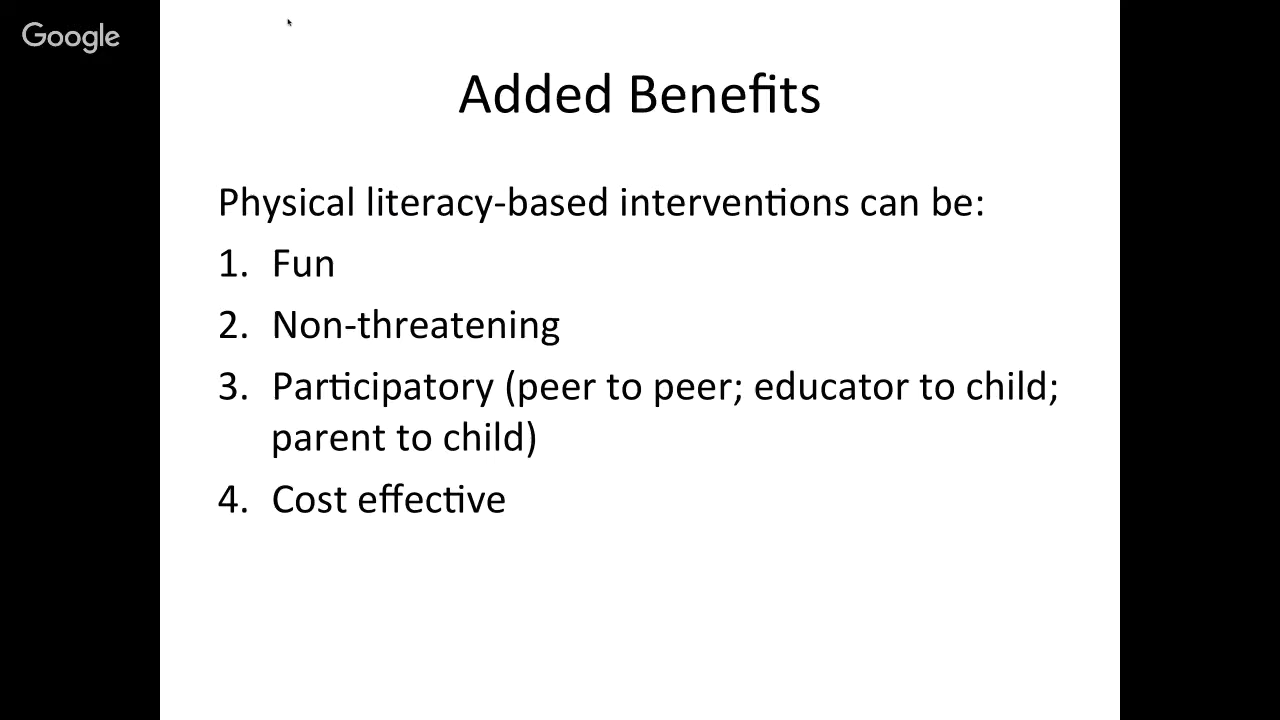 Google
Added Benefits
Physical literacy-based interventions can be:
1. Fun
2. Non-threatening
3. Participatory (peer to peer; educator to child;
parent to child)
4. Cost effective